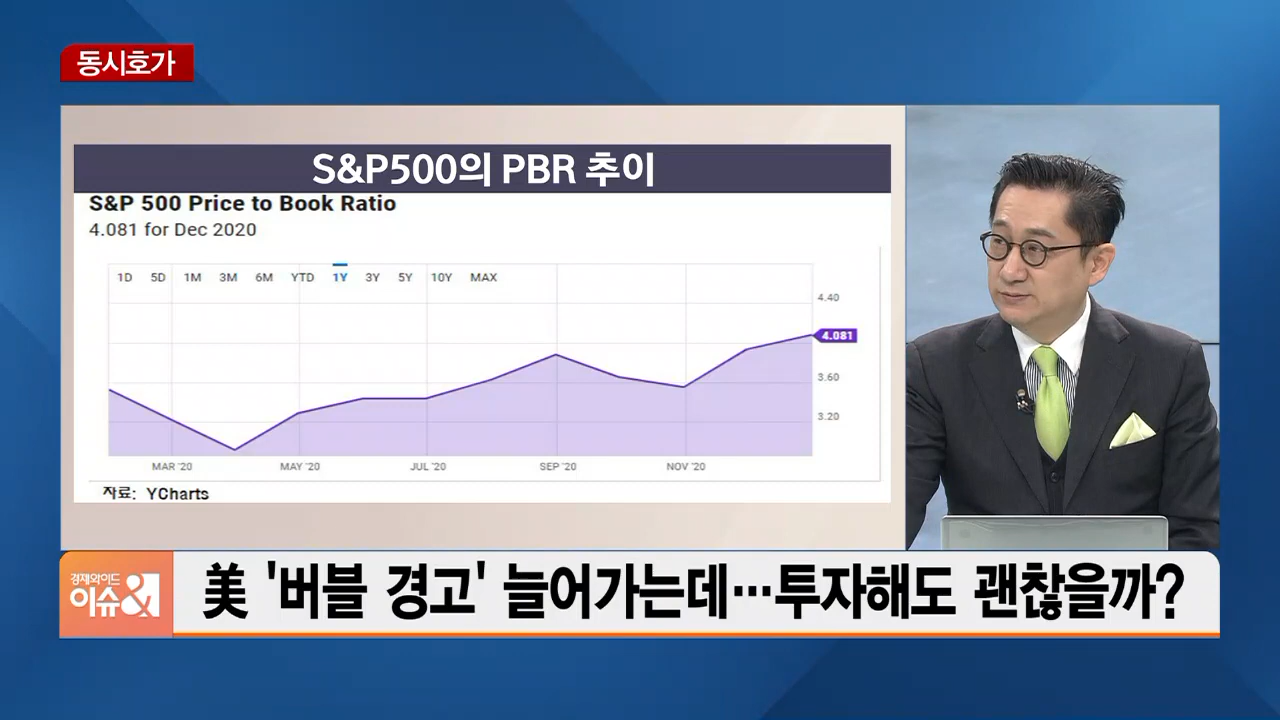 동시호가
S&P500의 PBR 추이
S&P 500 Price to Book Ratio
4.081 for Dec 2020
1D 5D 1M 3M 6M YTD 1Y 3Y 5Y 10Y MAX
4.40
4.081
3.60
3.20
MAR '20 MAY '20 JUL '20 SEP '20 NOV '20
자료: YCharts
경제와이드
이슈&
美 '버블 경고' 늘어가는데…투자해도 괜찮을까?